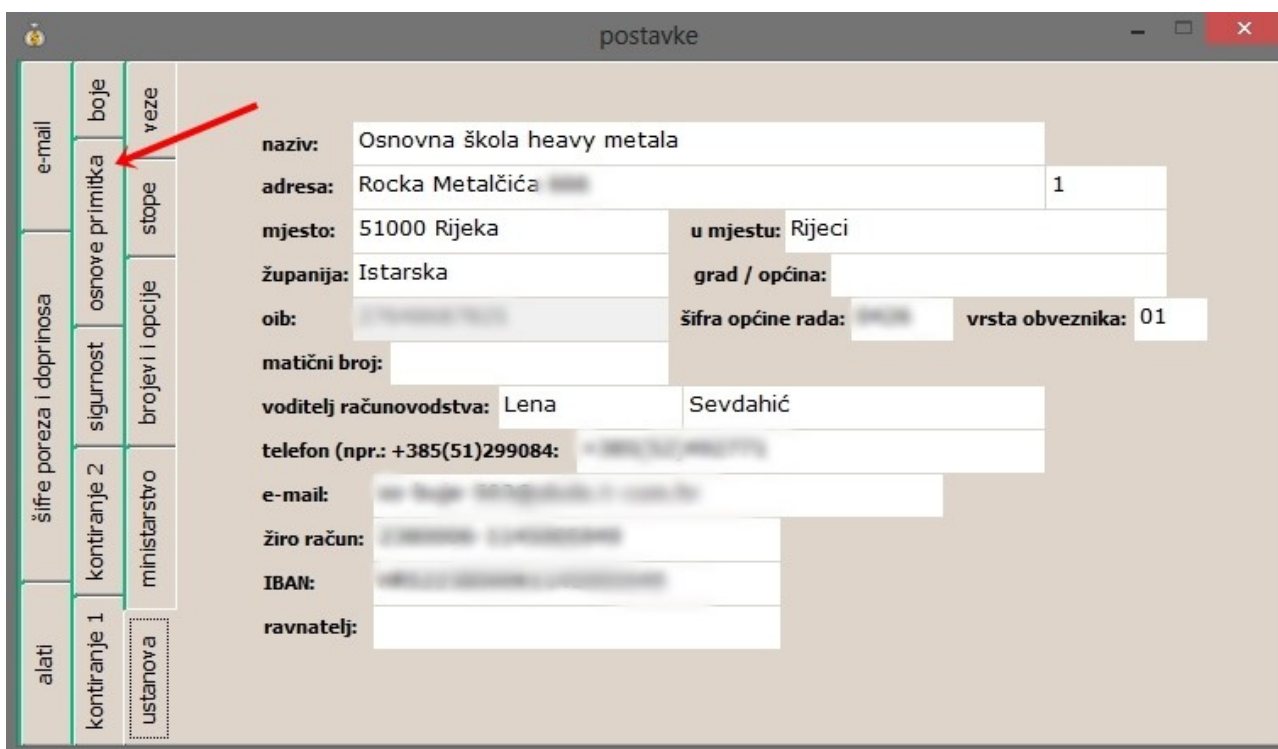 postavke
e-mail
šifre poreza i doprinosa
alati
boje
osnove primitka
sigurnost
kontiranje 2
kontiranje 1
veze
stope
brojevi i opcije
ministarstvo
ustanova
naziv: Osnovna škola heavy metala
adresa: Rocka Metalčića 1
mjesto: 51000 Rijeka u mjestu: Rijeci
županija: Istarska grad / općina:
oib: šifra općine rada: vrsta obveznika: 01
matični broj:
voditelj računovodstva: Lena Sevdahić
telefon (npr.: +385(51)299084:
e-mail:
žiro račun:
IBAN:
ravnatelj: